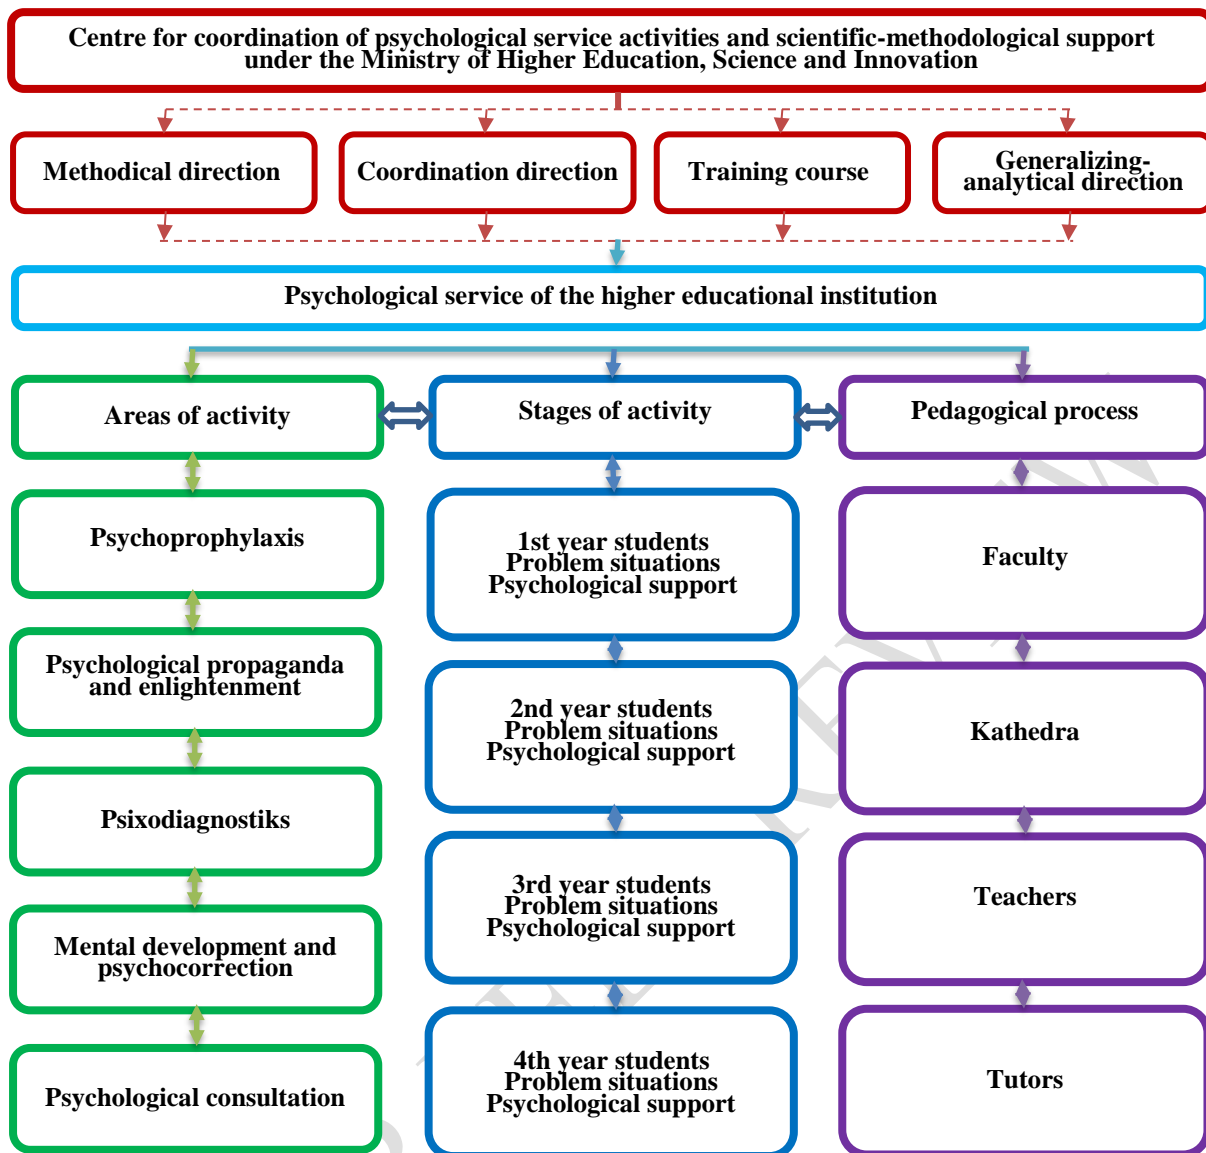 Centre for coordination of psychological service activities and scientific-methodological support
under the Ministry of Higher Education, Science and Innovation
Methodical direction
Coordination direction
Training course
Generalizing-
analytical direction
Psychological service of the higher educational institution
Areas of activity
Stages of activity
Pedagogical process
Psychoprophylaxis
1st year students
Problem situations
Psychological support
Faculty
Psychological propaganda
and enlightenment
2nd year students
Problem situations
Psychological support
Kathedra
Psixodiagnostiks
3rd year students
Problem situations
Psychological support
Teachers
Mental development and
psychocorrection
4th year students
Problem situations
Psychological support
Tutors
Psychological consultation